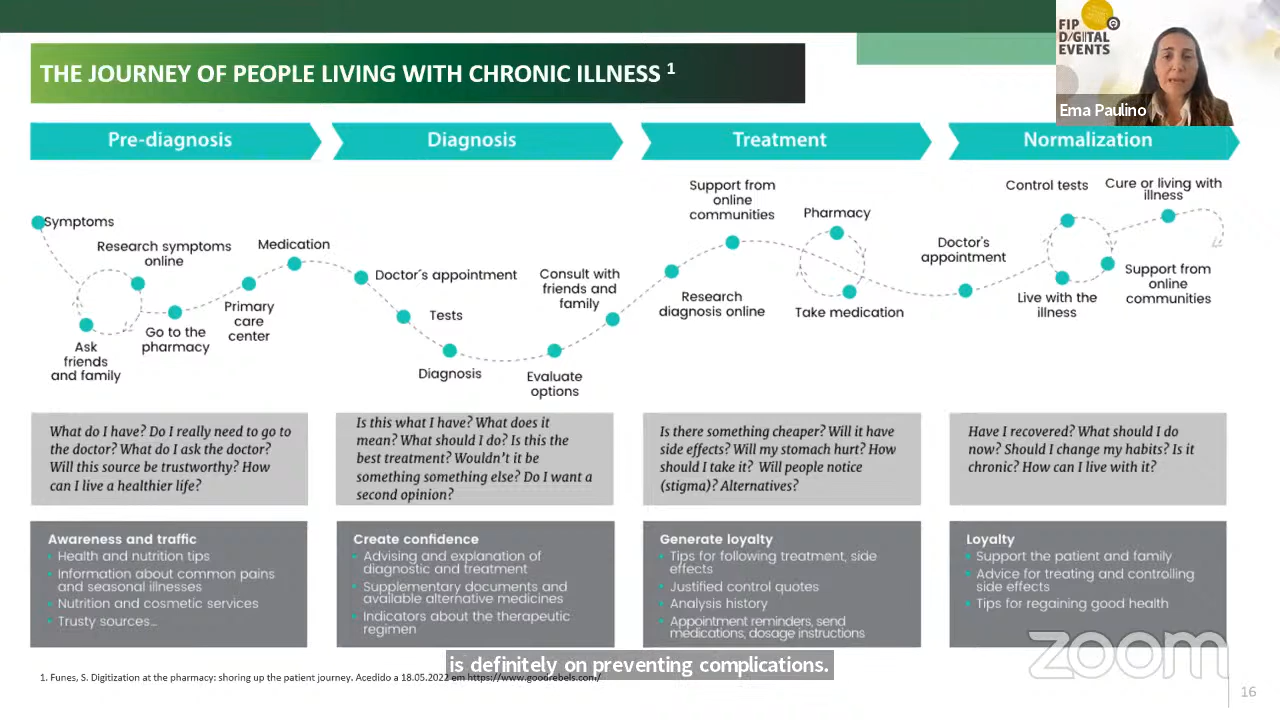 THE JOURNEY OF PEOPLE LIVING WITH CHRONIC ILLNESS 1
FIP
DIGITAL
EVENTS
Ema Paulino
Pre-diagnosis
Diagnosis
Treatment
Normalization
Symptoms
Research symptoms
online
Medication
Ask
friends
and family
Go to the
pharmacy
Primary
care
center
Doctor's appointment
Tests
Diagnosis
Consult with
friends and
family
Evaluate
options
Support from
online
communities
Research
diagnosis online
Pharmacy
Take medication
Doctor's
appointment
Control tests
Cure or living with
illness
Live with the
illness
Support from
online
communities
What do I have? Do I really need to go to
the doctor? What do I ask the doctor?
Will this source be trustworthy? How
can I live a healthier life?
Is this what I have? What does it
mean? What should I do? Is this the
best treatment? Wouldn't it be
something something else? Do I want a
second opinion?
Is there something cheaper? Will it have
side effects? Will my stomach hurt? How
should I take it? Will people notice
(stigma)? Alternatives?
Have I recovered? What should I do
now? Should I change my habits? Is it
chronic? How can I live with it?
Awareness and traffic
• Health and nutrition tips
• Information about common pains
and seasonal illnesses
• Nutrition and cosmetic services
• Trusty sources...
Create confidence
• Advising and explanation of
diagnostic and treatment
• Supplementary documents and
available alternative medicines
• Indicators about the therapeutic
regimen
Generate loyalty
• Tips for following treatment, side
effects
• Justified control quotes
• Analysis history
• Appointment reminders, send
medications, dosage instructions
Loyalty
• Support the patient and family
• Advice for treating and controlling
side effects
• Tips for regaining good health
zoom
is definitely on preventing complications.
1. Funes, S. Digitization at the pharmacy: shoring up the patient journey. Acedido a 18.05.2022 em https://www.goodrebels.com/
16